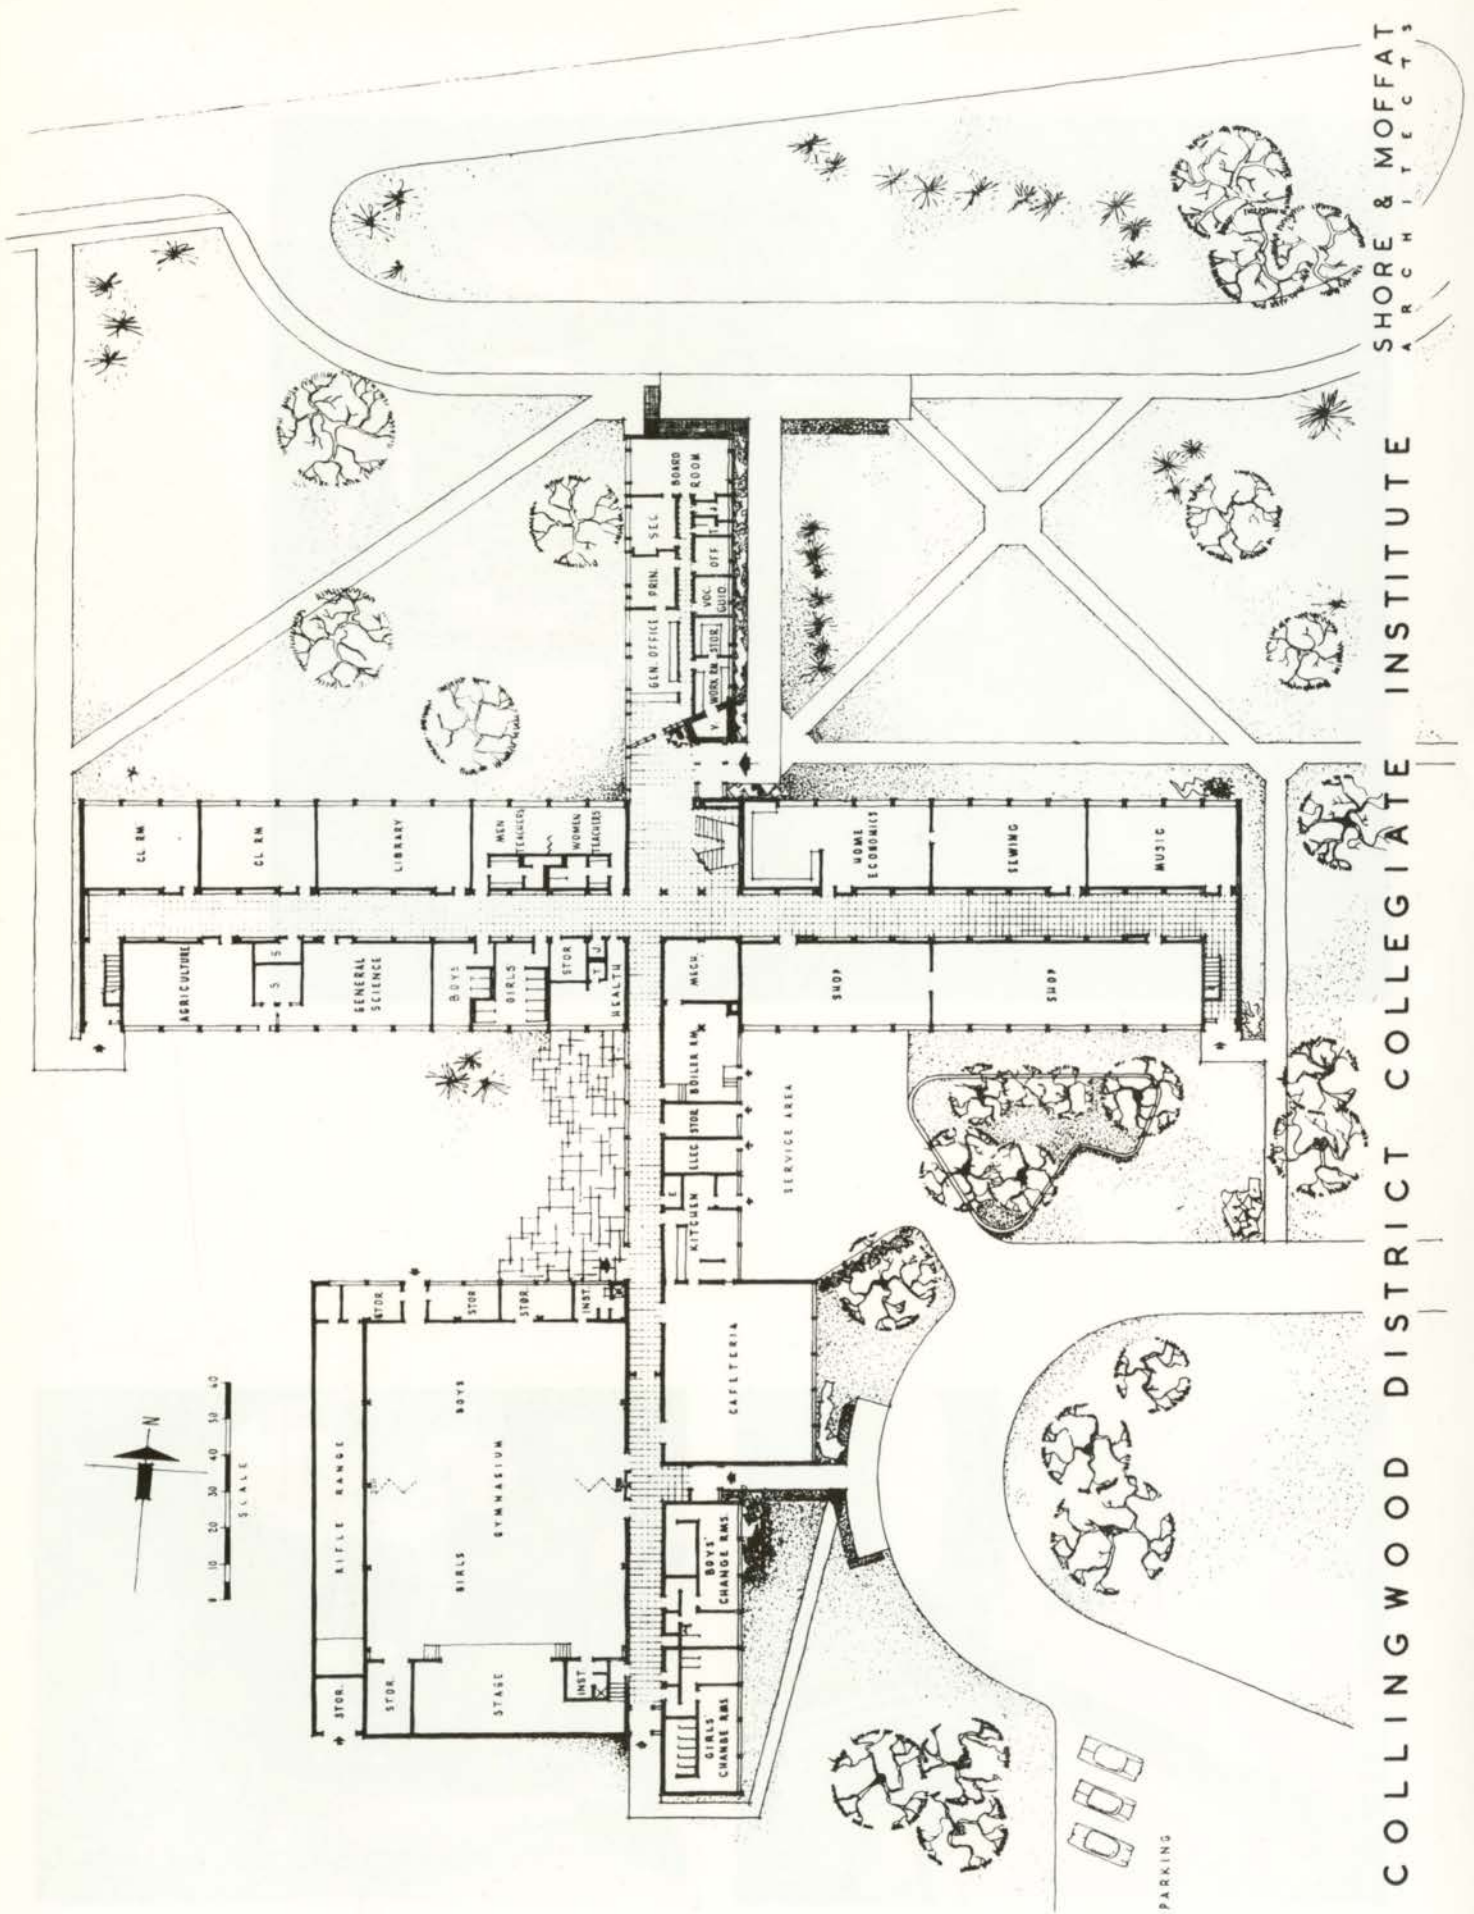 COLLINGWOOD DISTRICT COLLEGIATE INSTITUTE
SHORE & MOFFAT
ARCHITECTS
N
0 10 20 30 40 50 60
SCALE
STOR.
RIFLE RANGE
STOR.
STOR
STOR
STOR.
INST.
GIRLS
BOYS
GYMNASIUM
STAGE
INST
GIRLS'
CHANGE RMS
BOYS'
CHANGE RMS.
CAFETERIA
KITCHEN
E
ELEC
STOR
BOILER RM
MECH.
SERVICE AREA
AGRICULTURE
S
S
GENERAL
SCIENCE
BOYS
GIRLS
STOR
T
J
HEALTH
CL RM
CL RM
LIBRARY
MEN
TEACHERS
WOMEN
TEACHERS
SHOP
SHOP
HOME
ECONOMICS
SEWING
MUSIC
GEN. OFFICE
PRIN.
SEC.
BOARD
ROOM
V.
WORK RM
STOR.
VOC.
GUID.
OFF
T
PARKING